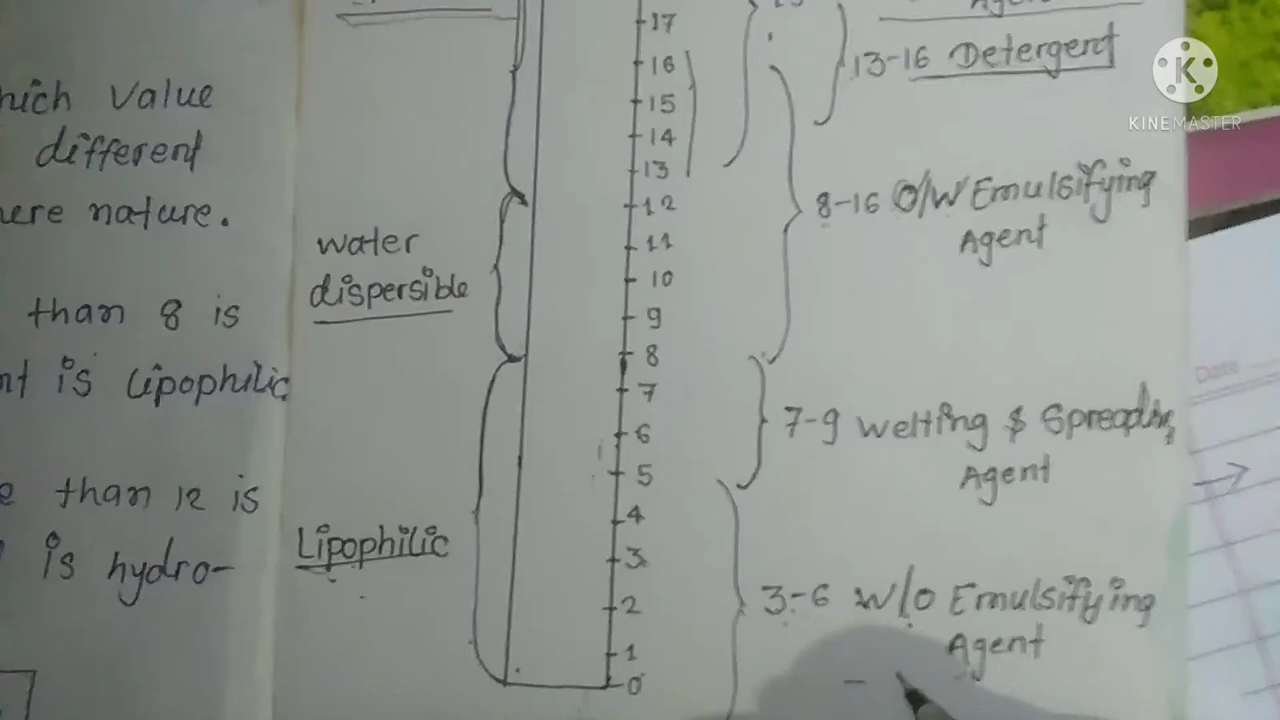 hich value
different
ere nature.
than 8 is
nt is Lipophilic
e than 12 is
is hydro-
water
dispersible
Lipophilic
17
16
15
14
13
12
11
10
9
8
7
6
5
4
3
2
1
0
13-16 Detergent
8-16 O/W Emulsifying
Agent
7-9 Wetting & Spreading
Agent
3-6 W/O Emulsifying
Agent
K
KINEMASTER
Date